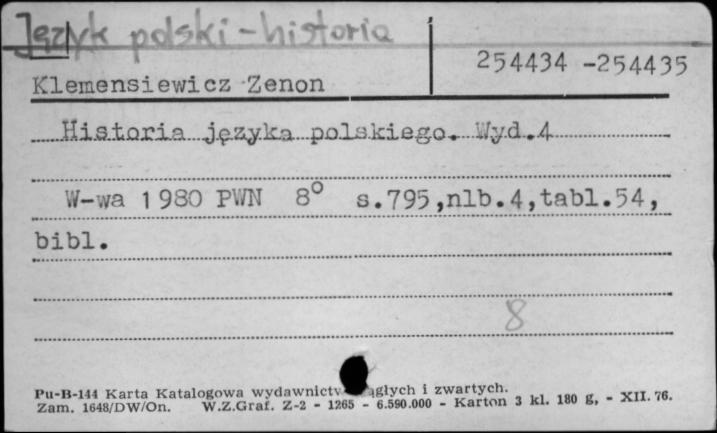 Język polski - historia
254434 -254435
Klemensiewicz Zenon
Historia języka polskiego. Wyd.4
W-wa 1980 PWN 8° s.795,nlb.4,tabl.54,
bibl.
8
Pu-B-144 Karta Katalogowa wydawnictw ągłych i zwartych.
Zam. 1648/DW/On. W.Z.Graf. Z-2 - 1265 - 6.590.000 - Karton 3 kl. 180 g, - XII. 76.